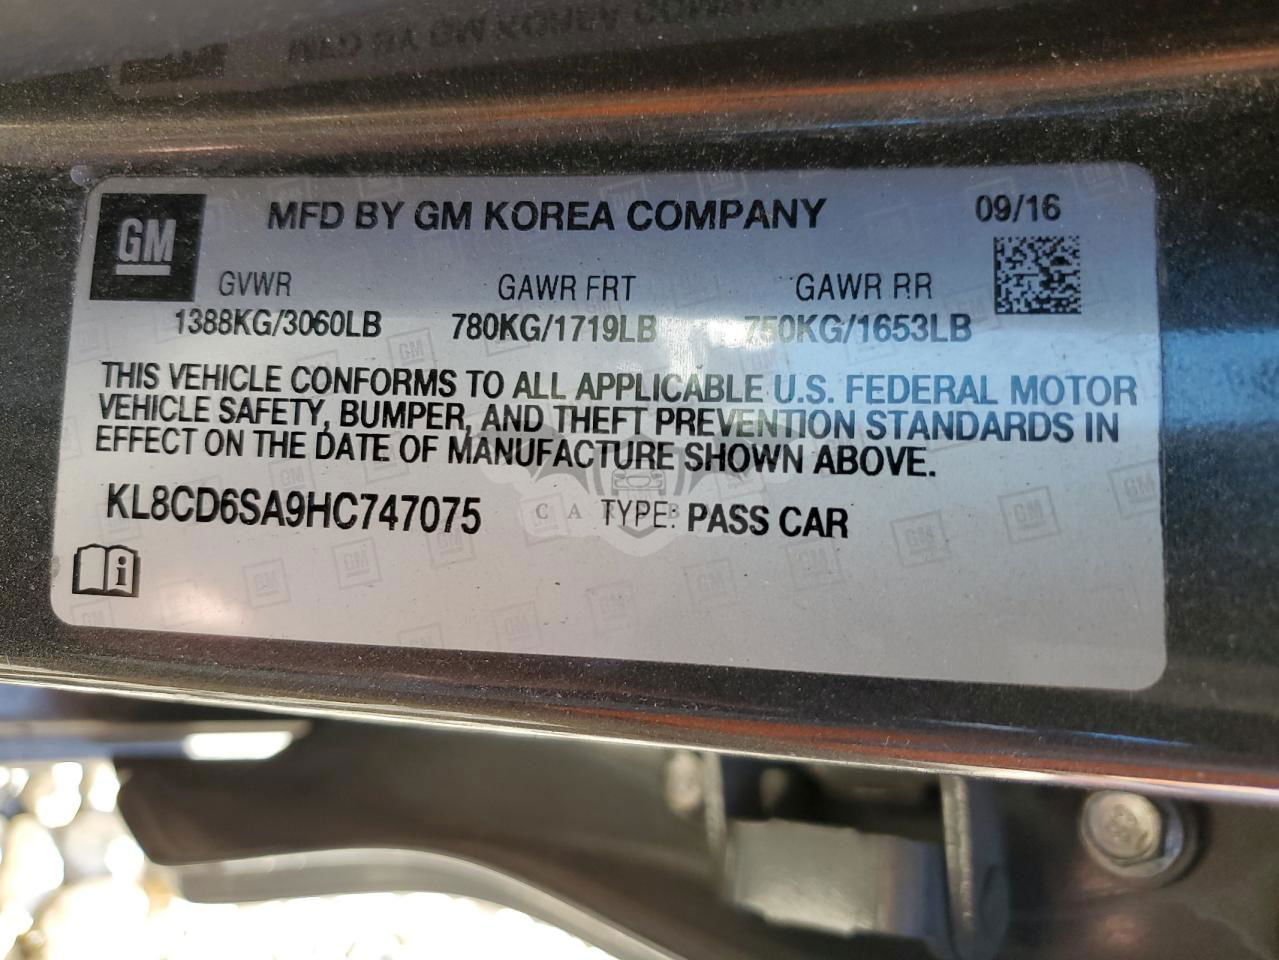 GM
MFD BY GM KOREA COMPANY 09/16
GVWR GAWR FRT GAWR RR
1388KG/3060LB 780KG/1719LB 750KG/1653LB
THIS VEHICLE CONFORMS TO ALL APPLICABLE U.S. FEDERAL MOTOR
VEHICLE SAFETY, BUMPER, AND THEFT PREVENTION STANDARDS IN
EFFECT ON THE DATE OF MANUFACTURE SHOWN ABOVE.
KL8CD6SA9HC747075 TYPE: PASS CAR